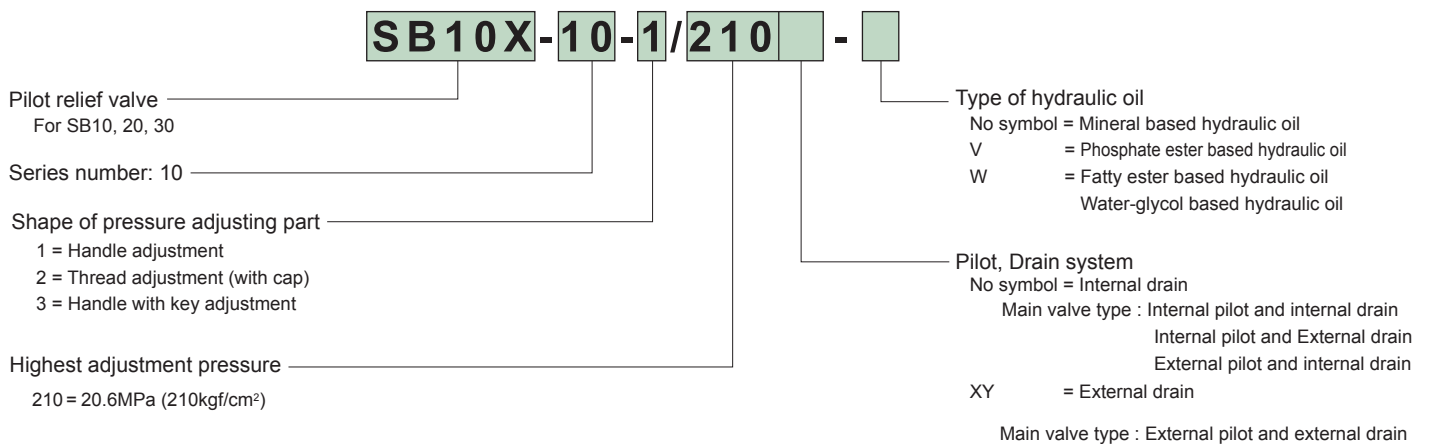 SB10X-10-1/210 -
Pilot relief valve
For SB10, 20, 30
Series number: 10
Shape of pressure adjusting part
1 = Handle adjustment
2 = Thread adjustment (with cap)
3 = Handle with key adjustment
Highest adjustment pressure
210 = 20.6MPa (210kgf/cm²)
Type of hydraulic oil
No symbol = Mineral based hydraulic oil
V = Phosphate ester based hydraulic oil
W = Fatty ester based hydraulic oil
Water-glycol based hydraulic oil
Pilot, Drain system
No symbol = Internal drain
Main valve type : Internal pilot and internal drain
Internal pilot and External drain
External pilot and internal drain
XY = External drain
Main valve type : External pilot and external drain